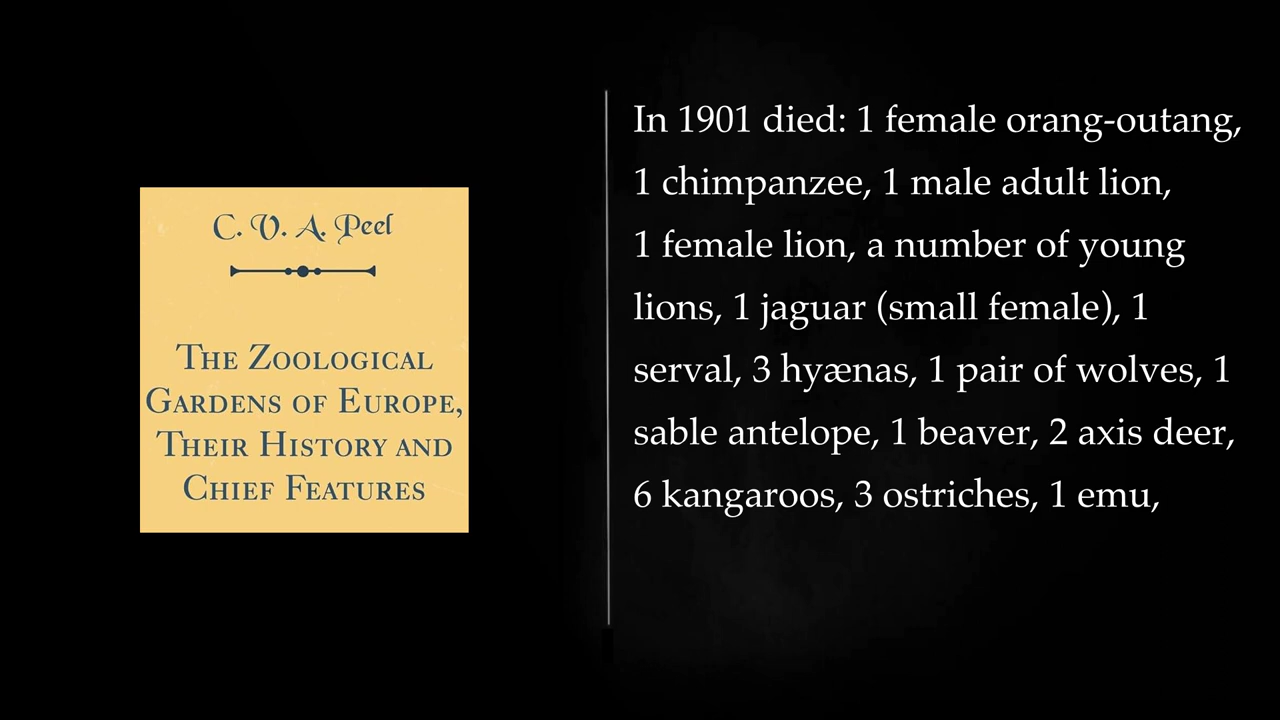 C. V. A. Peel
The Zoological
Gardens of Europe,
Their History and
Chief Features
In 1901 died: 1 female orang-outang,
1 chimpanzee, 1 male adult lion,
1 female lion, a number of young
lions, 1 jaguar (small female), 1
serval, 3 hyænas, 1 pair of wolves, 1
sable antelope, 1 beaver, 2 axis deer,
6 kangaroos, 3 ostriches, 1 emu,